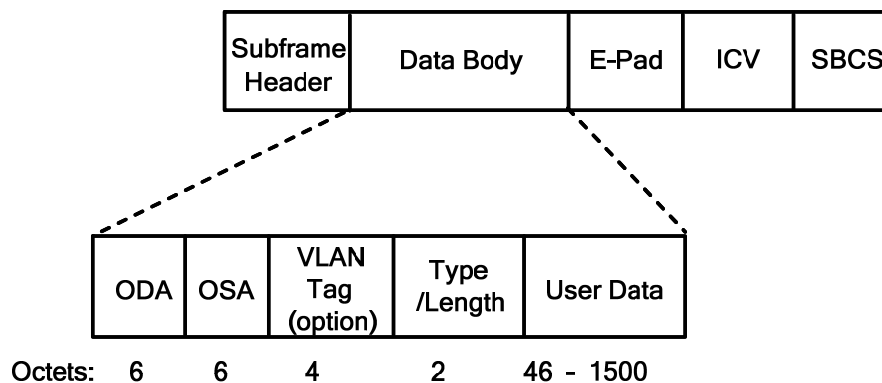 Subframe Header
Data Body
E-Pad
ICV
SBCS
ODA
OSA
VLAN Tag (option)
Type /Length
User Data
Octets: 6 6 4 2 46 - 1500